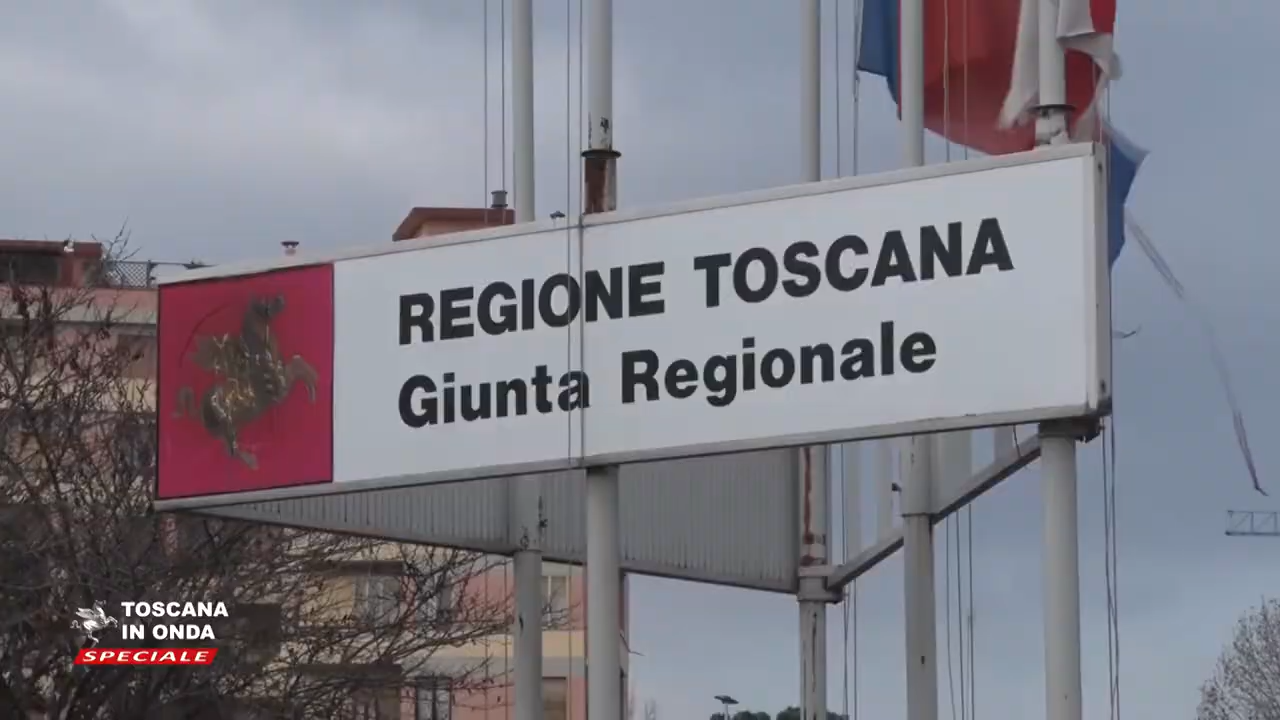 REGIONE TOSCANA
Giunta Regionale
TOSCANA
IN ONDA
SPECIALE